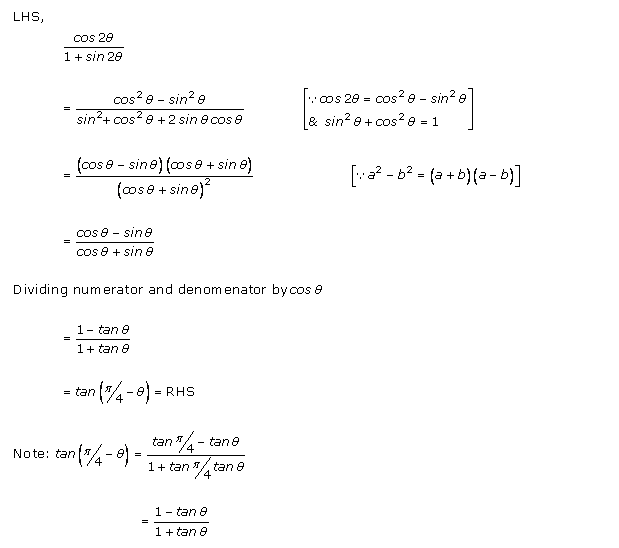 LHS,
cos 2θ / 1 + sin 2θ
= cos² θ − sin² θ / sin² + cos² θ + 2 sin θ cos θ [∵ cos 2θ = cos² θ − sin² θ
& sin² θ + cos² θ = 1]
= (cos θ − sin θ)(cos θ + sin θ) / (cos θ + sin θ)² [∵ a² − b² = (a + b)(a − b)]
= cos θ − sin θ / cos θ + sin θ
Dividing numerator and denomenator by cos θ
= 1 − tan θ / 1 + tan θ
= tan (π/4 − θ) = RHS
Note: tan (π/4 − θ) = tan π/4 − tan θ / 1 + tan π/4 tan θ
= 1 − tan θ / 1 + tan θ